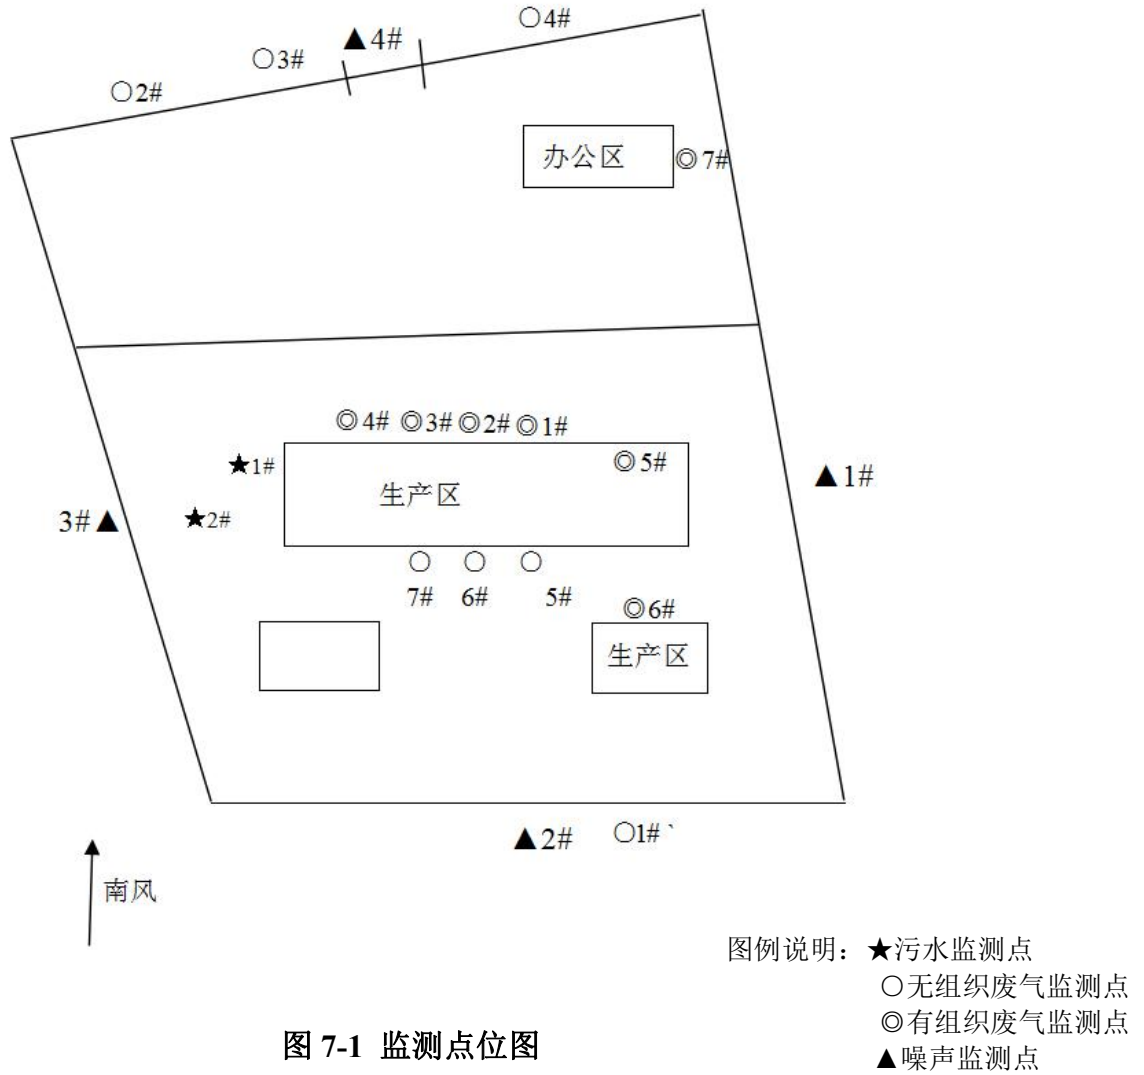 ○4#
▲4#
○3#
○2#
办公区
◎7#
◎4# ◎3# ◎2# ◎1#
◎5#
★1#
▲1#
生产区
3#▲
★2#
○ ○ ○
7# 6# 5#
◎6#
生产区
▲2# ○1#`
南风
图例说明：★污水监测点
○无组织废气监测点
◎有组织废气监测点
▲噪声监测点
图 7-1 监测点位图